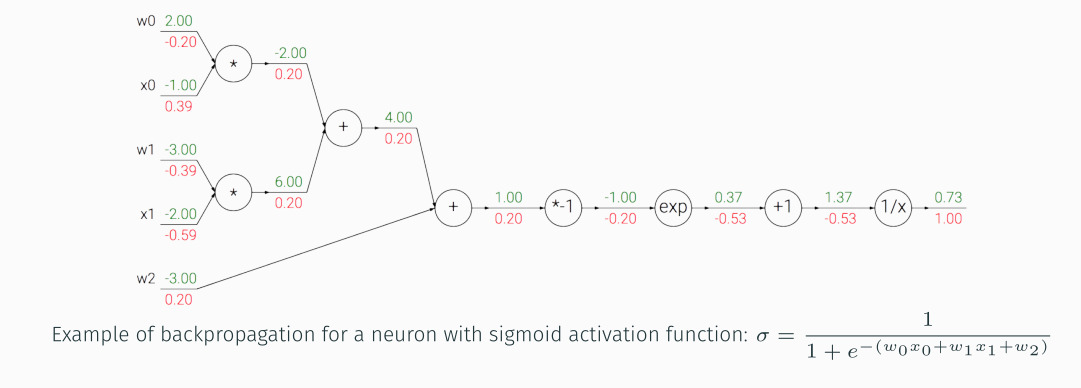 w0 2.00
-0.20
* -2.00
0.20
x0 -1.00
0.39
+ 4.00
0.20
w1 -3.00
-0.39
* 6.00
0.20
x1 -2.00
-0.59
+ 1.00 *-1 -1.00 exp 0.37 +1 1.37 1/x 0.73
0.20 -0.20 -0.53 -0.53 1.00
w2 -3.00
0.20
Example of backpropagation for a neuron with sigmoid activation function: σ = 1 / (1 + e^{-(w_0x_0+w_1x_1+w_2)})